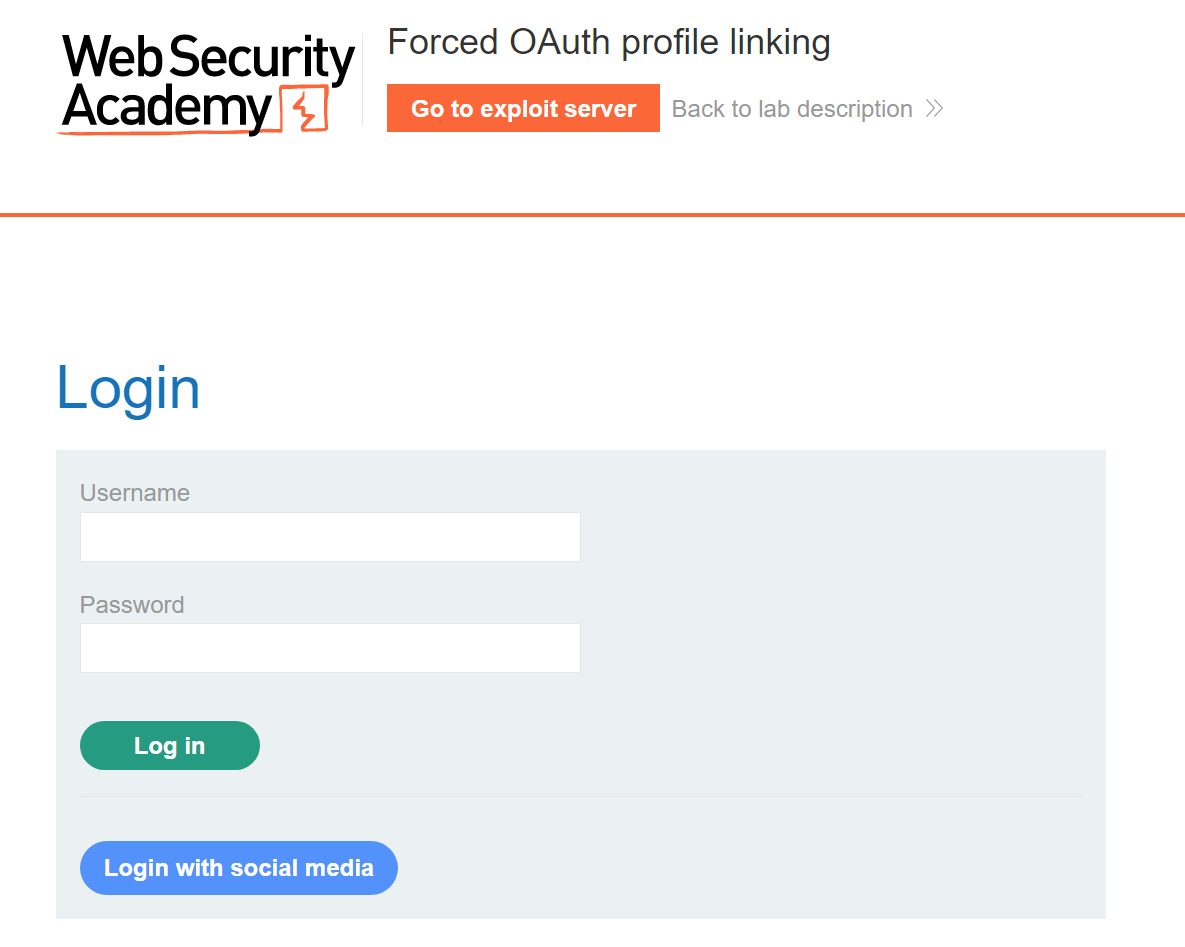 Web Security
Academy
Forced OAuth profile linking
Go to exploit server
Back to lab description
Login
Username
Password
Log in
Login with social media